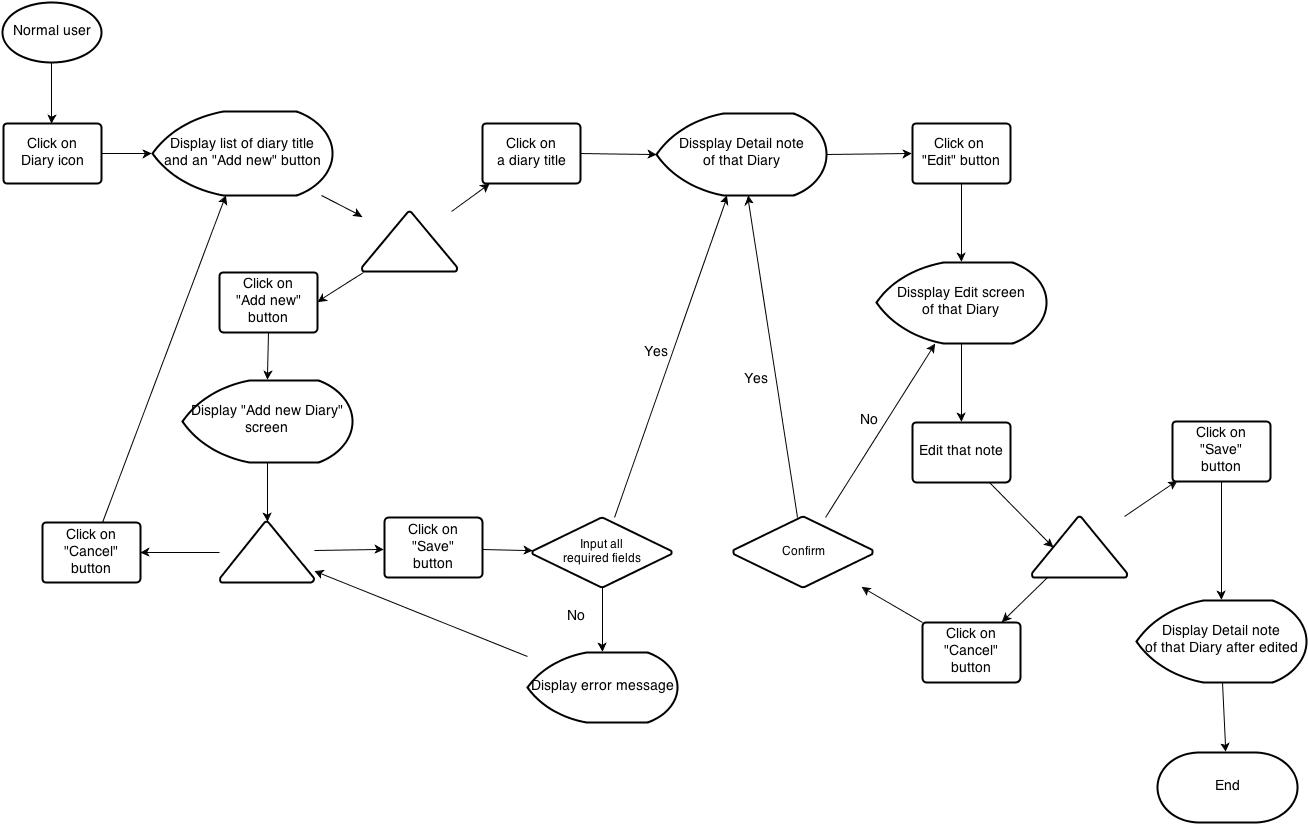 Normal user
Click on
Diary icon
Display list of diary title
and an "Add new" button
Click on
a diary title
Dissplay Detail note
of that Diary
Click on
"Edit" button
Click on
"Add new"
button
Dissplay Edit screen
of that Diary
Yes
Yes
Display "Add new Diary"
screen
No
Edit that note
Click on
"Save"
button
Click on
"Cancel"
button
Click on
"Save"
button
Input all
required fields
Confirm
No
Click on
"Cancel"
button
Display Detail note
of that Diary after edited
Display error message
End